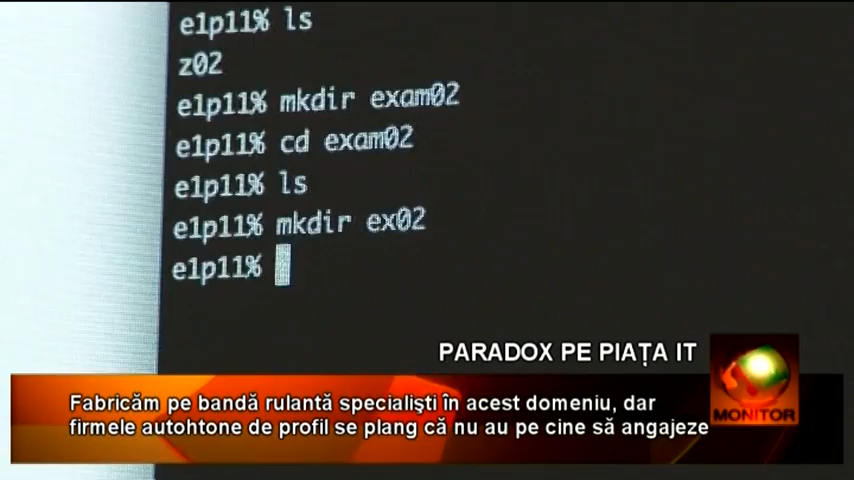 e1p11% ls
z02
e1p11% mkdir exam02
e1p11% cd exam02
e1p11% ls
e1p11% mkdir ex02
e1p11%
PARADOX PE PIAȚA IT
Fabricăm pe bandă rulantă specialişti în acest domeniu, dar
firmele autohtone de profil se plang că nu au pe cine să angajeze
MONITOR